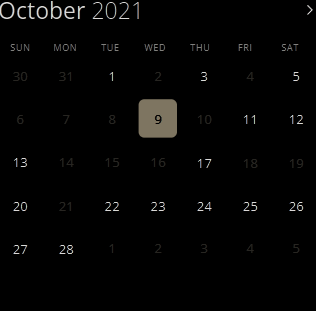 October 2021
SUN MON TUE WED THU FRI SAT
30 31 1 2 3 4 5
6 7 8 9 10 11 12
13 14 15 16 17 18 19
20 21 22 23 24 25 26
27 28 1 2 3 4 5